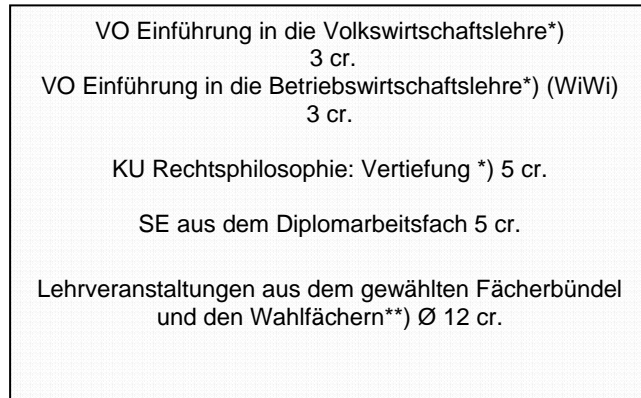 VO Einführung in die Volkswirtschaftslehre*)
3 cr.
VO Einführung in die Betriebswirtschaftslehre*) (WiWi)
3 cr.
KU Rechtsphilosophie: Vertiefung *) 5 cr.
SE aus dem Diplomarbeitsfach 5 cr.
Lehrveranstaltungen aus dem gewählten Fächerbündel
und den Wahlfächern**) Ø 12 cr.